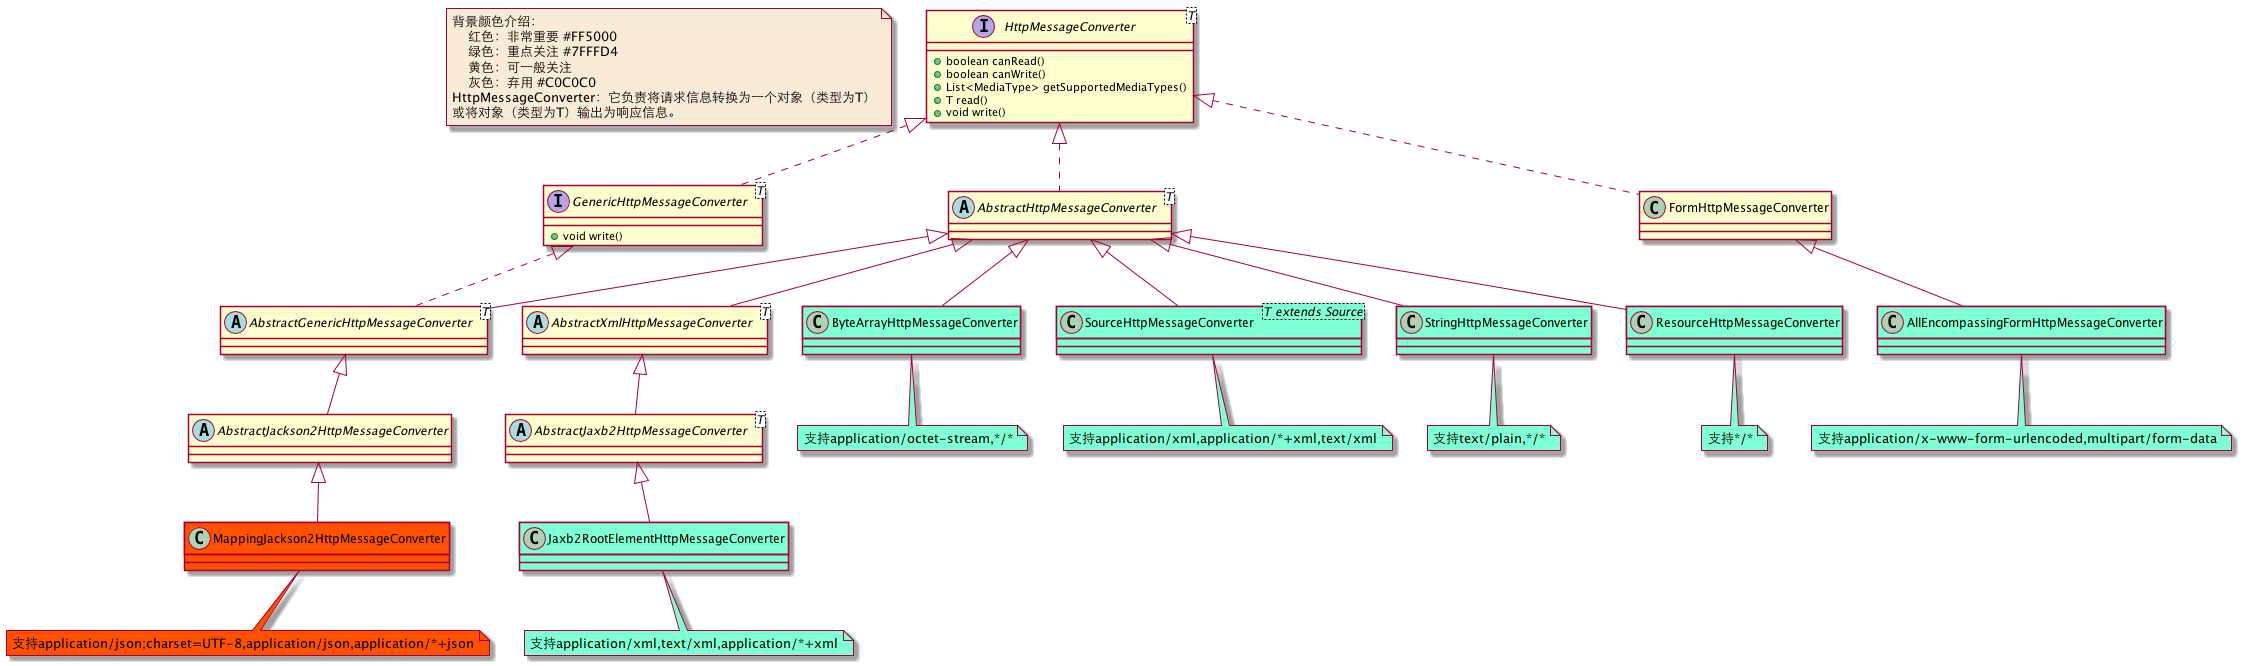 背景颜色介绍:
红色: 非常重要 #FF5000
绿色: 重点关注 #7FFFD4
黄色: 可一般关注
灰色: 弃用 #C0C0C0
HttpMessageConverter: 它负责将请求信息转换为一个对象（类型为T）
或将对象（类型为T）输出为响应信息。
I HttpMessageConverter T
boolean canRead()
boolean canWrite()
List<MediaType> getSupportedMediaTypes()
T read()
void write()
I GenericHttpMessageConverter T
void write()
A AbstractHttpMessageConverter T
C FormHttpMessageConverter
A AbstractGenericHttpMessageConverter T
A AbstractXmlHttpMessageConverter T
C ByteArrayHttpMessageConverter
C SourceHttpMessageConverter T extends Source
C StringHttpMessageConverter
C ResourceHttpMessageConverter
C AllEncompassingFormHttpMessageConverter
A AbstractJackson2HttpMessageConverter
A AbstractJaxb2HttpMessageConverter T
支持application/octet-stream,*/*
支持application/xml,application/*+xml,text/xml
支持text/plain,*/*
支持*/*
支持application/x-www-form-urlencoded,multipart/form-data
C MappingJackson2HttpMessageConverter
C Jaxb2RootElementHttpMessageConverter
支持application/json;charset=UTF-8,application/json,application/*+json
支持application/xml,text/xml,application/*+xml